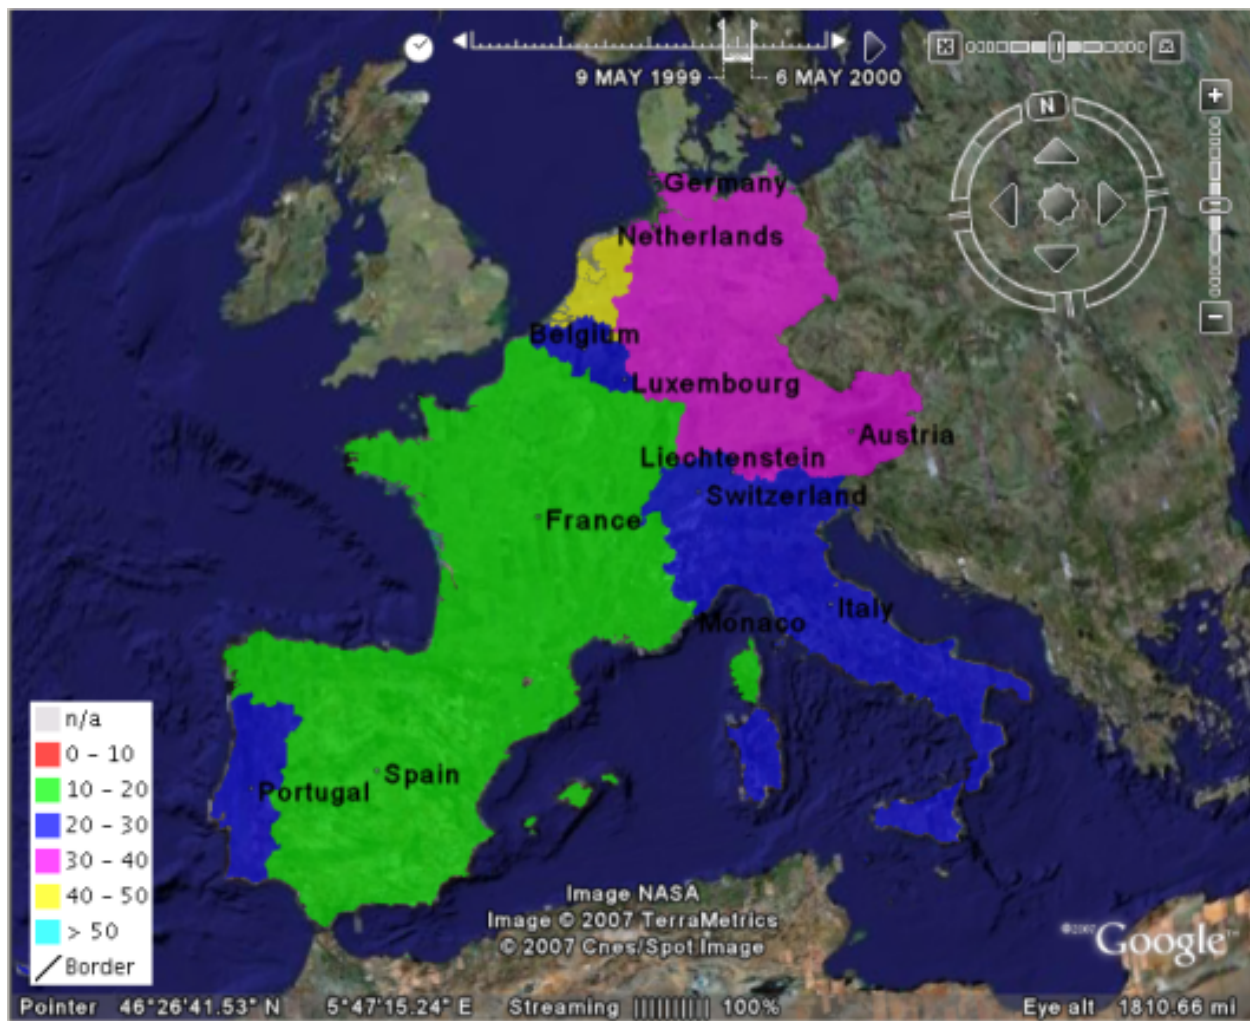 9 MAY 1999
6 MAY 2000
N
+
Germany
Netherlands
Belgium
Luxembourg
Austria
Liechtenstein
Switzerland
France
Italy
Monaco
Spain
Portugal
−
n/a
0 - 10
10 - 20
20 - 30
30 - 40
40 - 50
> 50
Border
Image NASA
Image © 2007 TerraMetrics
© 2007 Cnes/Spot Image
©2007 Google™
Pointer 46°26'41.53" N 5°47'15.24" E Streaming ||||||||| 100% Eye alt 1810.66 mi